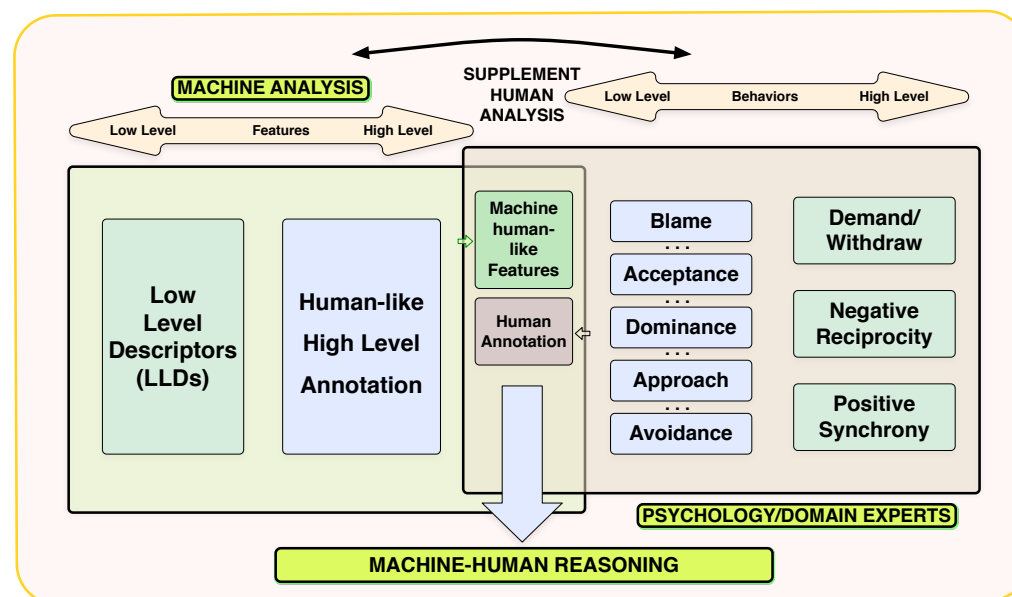 MACHINE ANALYSIS
SUPPLEMENT
HUMAN
ANALYSIS
Low Level
Features
High Level
Low Level
Behaviors
High Level
Low
Level
Descriptors
(LLDs)
Human-like
High Level
Annotation
Machine
human-
like
Features
Human
Annotation
Blame
...
Acceptance
...
Dominance
...
Approach
...
Avoidance
Demand/
Withdraw
Negative
Reciprocity
Positive
Synchrony
PSYCHOLOGY/DOMAIN EXPERTS
MACHINE-HUMAN REASONING